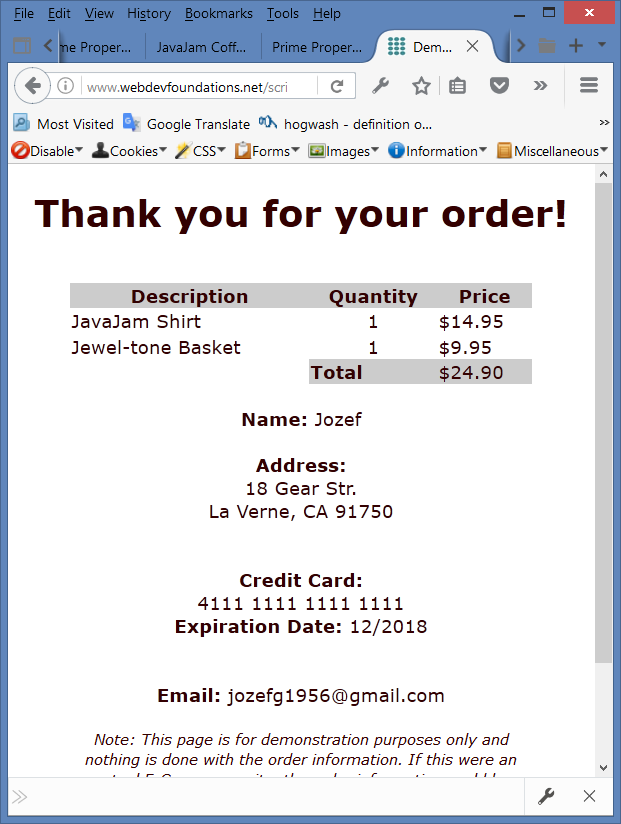 File Edit View History Bookmarks Tools Help
me Proper... JavaJam Coff... Prime Proper... Dem...
www.webdevfoundations.net/scri
Most Visited Google Translate hogwash - definition o...
Disable Cookies CSS Forms Images Information Miscellaneous
Thank you for your order!
Description Quantity Price
JavaJam Shirt 1 $14.95
Jewel-tone Basket 1 $9.95
Total $24.90
Name: Jozef
Address:
18 Gear Str.
La Verne, CA 91750
Credit Card:
4111 1111 1111 1111
Expiration Date: 12/2018
Email: jozefg1956@gmail.com
Note: This page is for demonstration purposes only and
nothing is done with the order information. If this were an